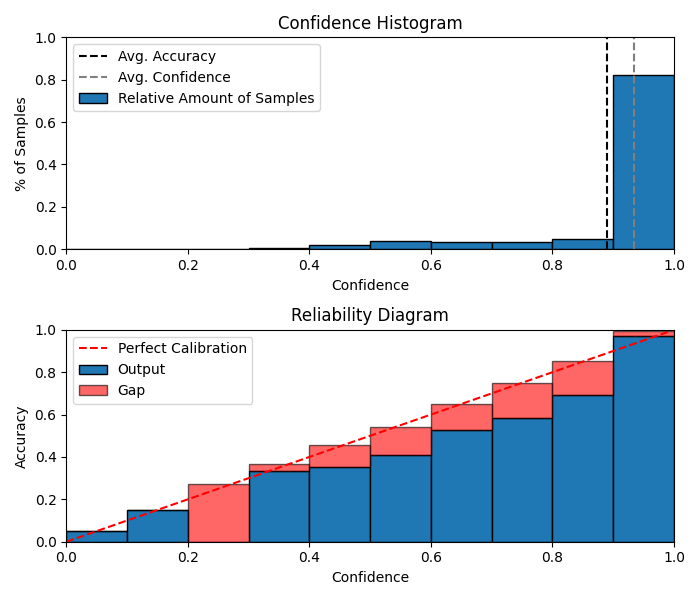 Confidence Histogram
1.0
0.8
0.6
0.4
0.2
0.0
% of Samples
Avg. Accuracy
Avg. Confidence
Relative Amount of Samples
0.0 0.2 0.4 0.6 0.8 1.0
Confidence
Reliability Diagram
1.0
0.8
0.6
0.4
0.2
0.0
Accuracy
Perfect Calibration
Output
Gap
0.0 0.2 0.4 0.6 0.8 1.0
Confidence